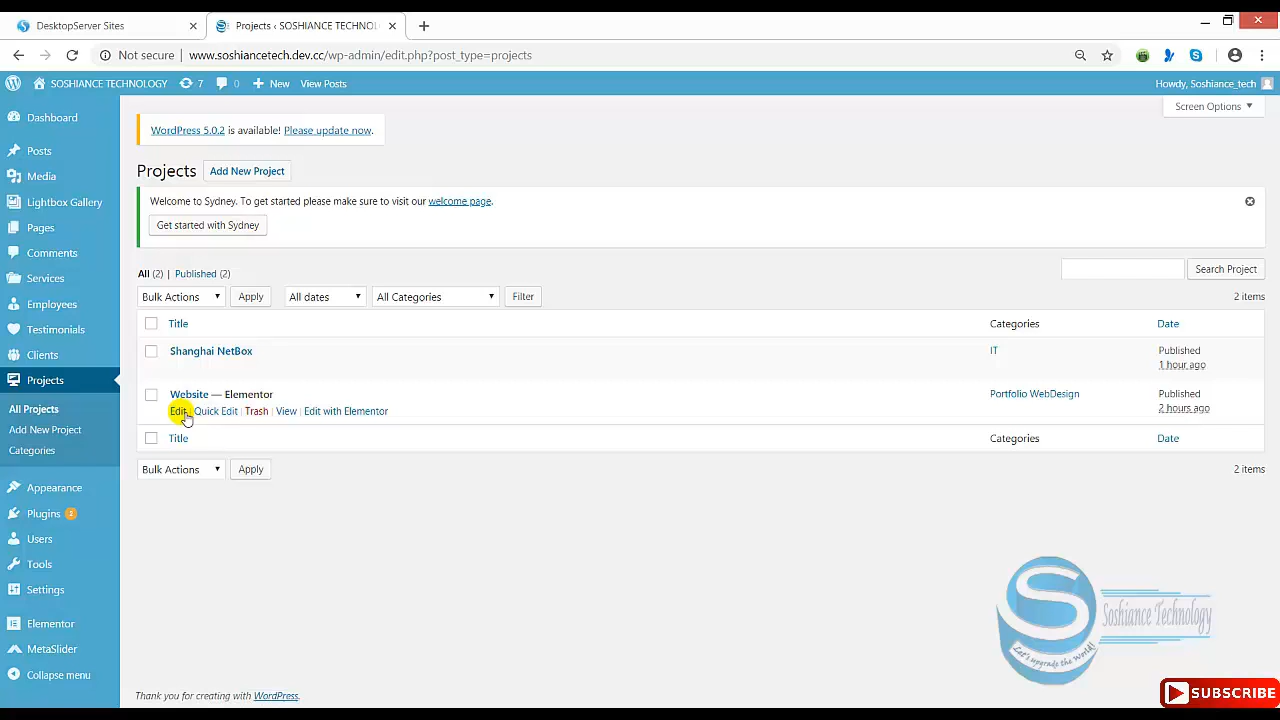 DesktopServer Sites
Projects ‹ SOSHIANCE TECHNOL
Not secure
www.soshiancetech.dev.cc/wp-admin/edit.php?post_type=projects
SOSHIANCE TECHNOLOGY
7
0
New
View Posts
Howdy, Soshiance_tech
Dashboard
Posts
Media
Lightbox Gallery
Pages
Comments
Services
Employees
Testimonials
Clients
Projects
All Projects
Add New Project
Categories
Appearance
Plugins 2
Users
Tools
Settings
Elementor
MetaSlider
Collapse menu
Screen Options
WordPress 5.0.2 is available! Please update now.
Projects
Add New Project
Welcome to Sydney. To get started please make sure to visit our welcome page.
Get started with Sydney
All (2) | Published (2)
Search Project
Bulk Actions
Apply
All dates
All Categories
Filter
2 items
Title
Categories
Date
Shanghai NetBox
IT
Published
1 hour ago
Website — Elementor
Portfolio WebDesign
Published
2 hours ago
Edit | Quick Edit | Trash | View | Edit with Elementor
Title
Categories
Date
Bulk Actions
Apply
2 items
S
Soshiance Technology
Let's upgrade the world!
Thank you for creating with WordPress.
SUBSCRIBE